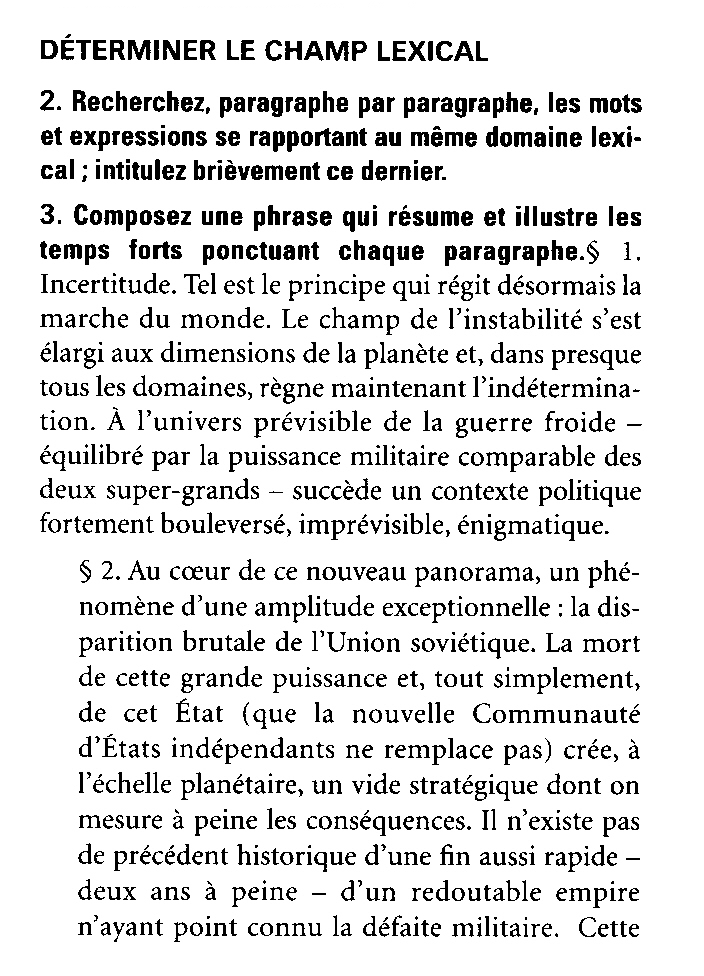 DÉTERMINER LE CHAMP LEXICAL
2. Recherchez, paragraphe par paragraphe, les mots
et expressions se rapportant au même domaine lexi-
cal ; intitulez brièvement ce dernier.
3. Composez une phrase qui résume et illustre les
temps forts ponctuant chaque paragraphe.§ 1.
Incertitude. Tel est le principe qui régit désormais la
marche du monde. Le champ de l'instabilité s'est
élargi aux dimensions de la planète et, dans presque
tous les domaines, règne maintenant l'indétermina-
tion. À l'univers prévisible de la guerre froide –
équilibré par la puissance militaire comparable des
deux super-grands – succède un contexte politique
fortement bouleversé, imprévisible, énigmatique.
§ 2. Au cœur de ce nouveau panorama, un phé-
nomène d'une amplitude exceptionnelle : la dis-
parition brutale de l'Union soviétique. La mort
de cette grande puissance et, tout simplement,
de cet État (que la nouvelle Communauté
d'États indépendants ne remplace pas) crée, à
l'échelle planétaire, un vide stratégique dont on
mesure à peine les conséquences. Il n'existe pas
de précédent historique d'une fin aussi rapide –
deux ans à peine – d'un redoutable empire
n'ayant point connu la défaite militaire. Cette